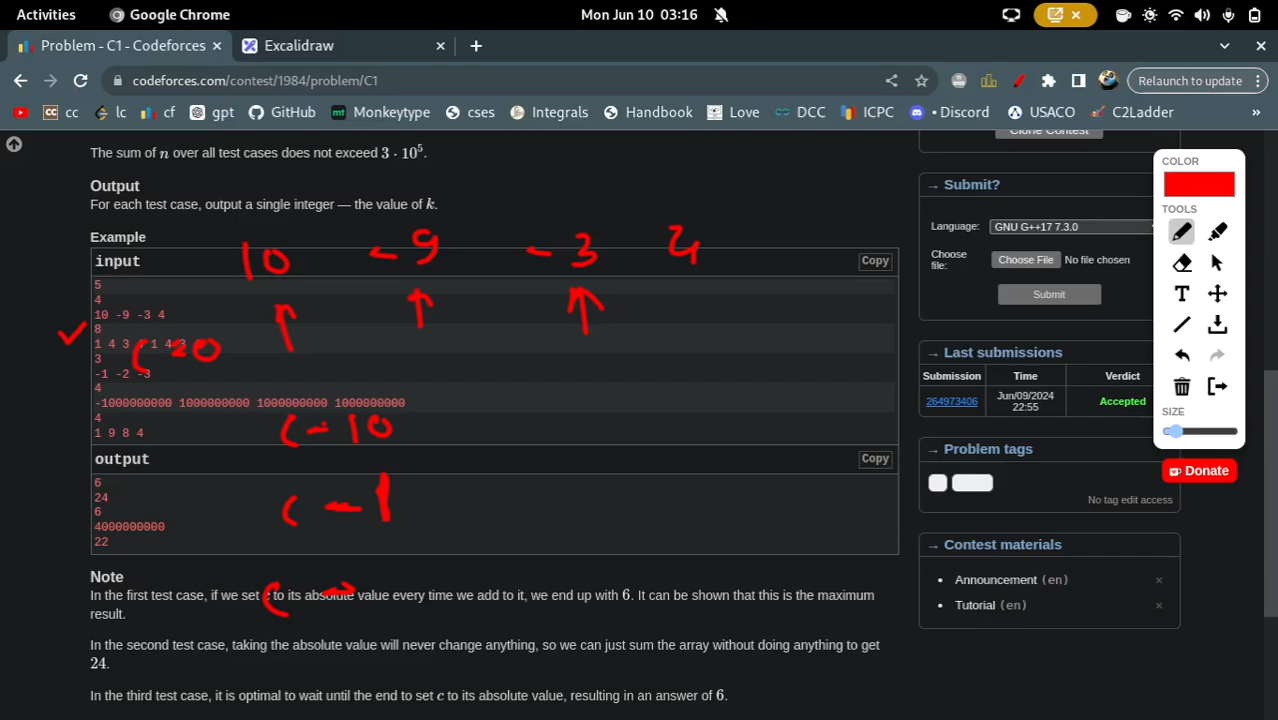 Activities
Google Chrome
Mon Jun 10 03:16
Problem - C1 - Codeforces
Excalidraw
codeforces.com/contest/1984/problem/C1
Relaunch to update
cc lc cf gpt GitHub Monkeytype cses Integrals Handbook Love DCC ICPC • Discord USACO C2Ladder »
The sum of n over all test cases does not exceed 3 · 10⁵.
Output
For each test case, output a single integer — the value of k.
Example
10 -9 -3 4
input
Copy
5
4
10 -9 -3 4
8
1 4 3 1 4 3
C 20
3
-1 -2 -3
4
-1000000000 1000000000 1000000000 1000000000
4
C - 10
1 9 8 4
output
Copy
6
24
6
4000000000
22
C - 1
Note
C
In the first test case, if we set c to its absolute value every time we add to it, we end up with 6. It can be shown that this is the maximum
result.
In the second test case, taking the absolute value will never change anything, so we can just sum the array without doing anything to get
24.
In the third test case, it is optimal to wait until the end to set c to its absolute value, resulting in an answer of 6.
Clone Contest
→ Submit?
Language: GNU G++17 7.3.0
Choose
file:
Choose File No file chosen
Submit
→ Last submissions
Submission Time Verdict
264973406 Jun/09/2024
22:55 Accepted
→ Problem tags
No tag edit access
→ Contest materials
• Announcement (en) ×
• Tutorial (en) ×
COLOR
TOOLS
T
SIZE
Donate